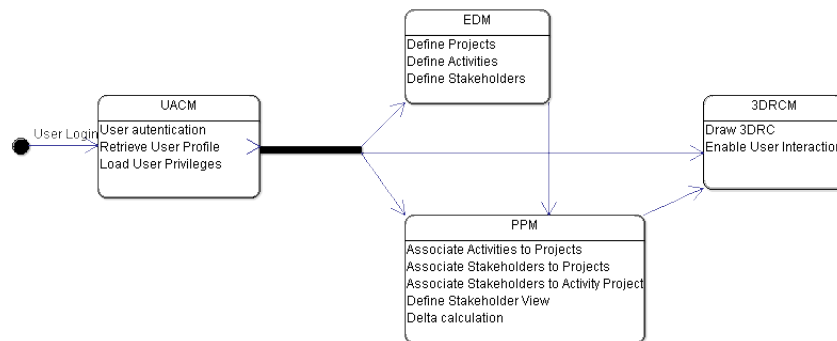 EDM
Define Projects
Define Activities
Define Stakeholders
UACM
User autentication
Retrieve User Profile
Load User Privileges
User Login
3DRCM
Draw 3DRC
Enable User Interaction
PPM
Associate Activities to Projects
Associate Stakeholders to Projects
Associate Stakeholders to Activity Project
Define Stakeholder View
Delta calculation